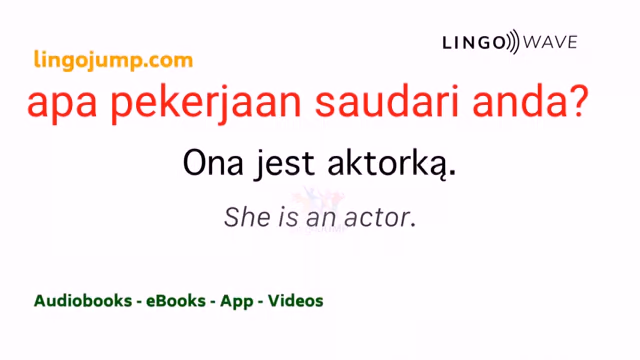 LINGO WAVE
lingojump.com
apa pekerjaan saudari anda?
Ona jest aktorką.
She is an actor.
Audiobooks - eBooks - App - Videos